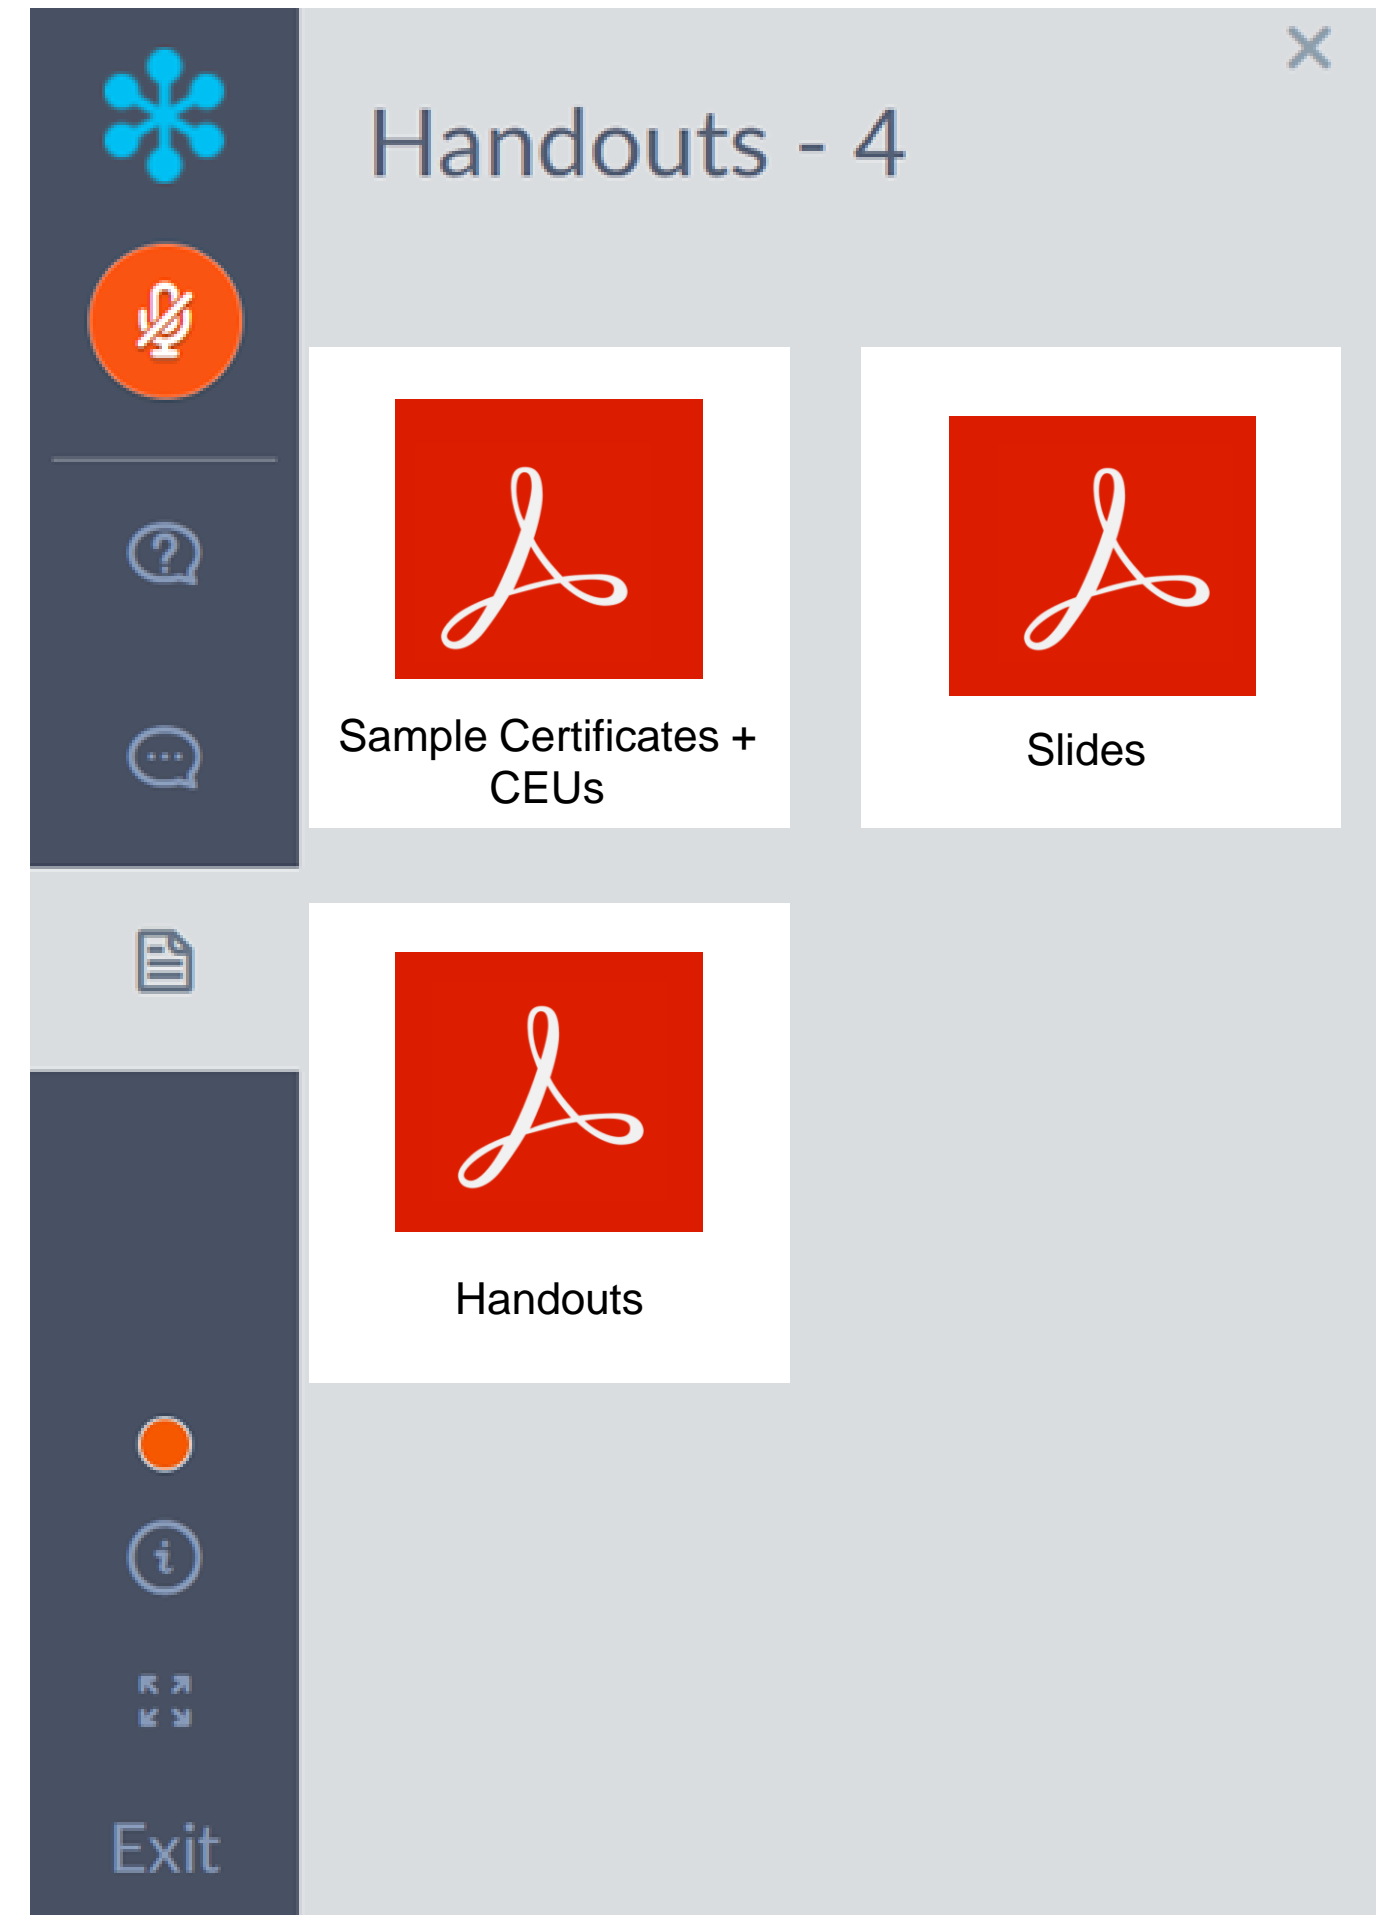 Handouts - 4
Sample Certificates +
CEUs
Slides
Handouts
Exit